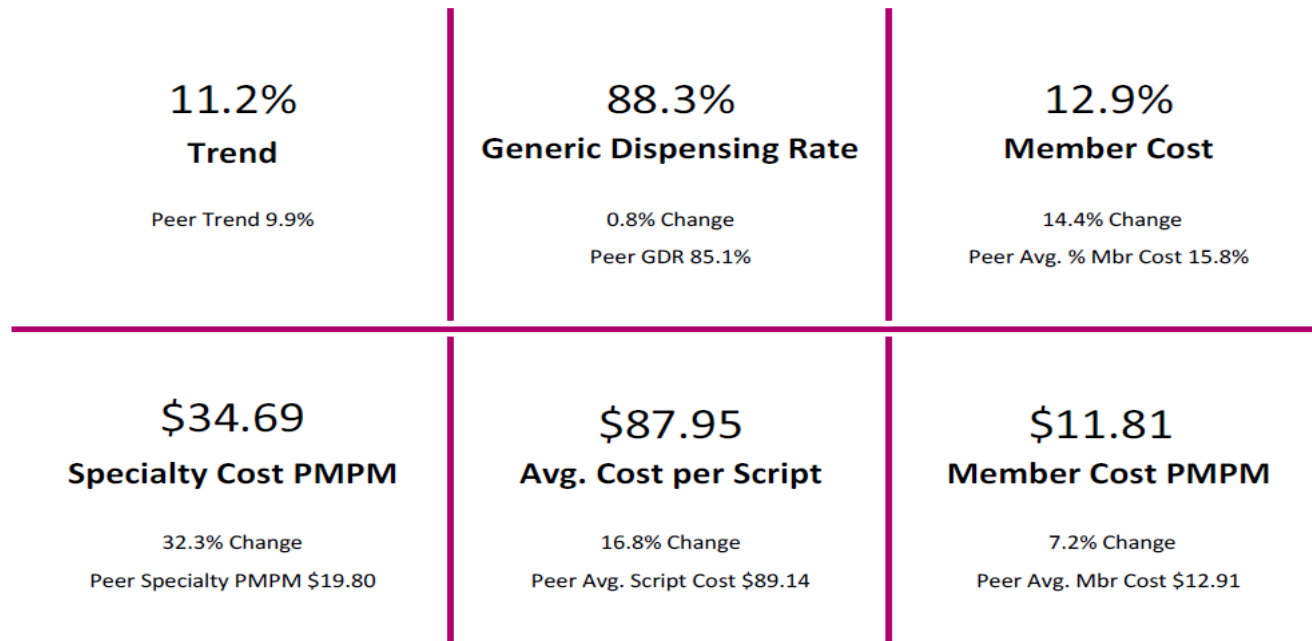 11.2%
Trend
Peer Trend 9.9%
88.3%
Generic Dispensing Rate
0.8% Change
Peer GDR 85.1%
12.9%
Member Cost
14.4% Change
Peer Avg. % Mbr Cost 15.8%
$34.69
Specialty Cost PMPM
32.3% Change
Peer Specialty PMPM $19.80
$87.95
Avg. Cost per Script
16.8% Change
Peer Avg. Script Cost $89.14
$11.81
Member Cost PMPM
7.2% Change
Peer Avg. Mbr Cost $12.91